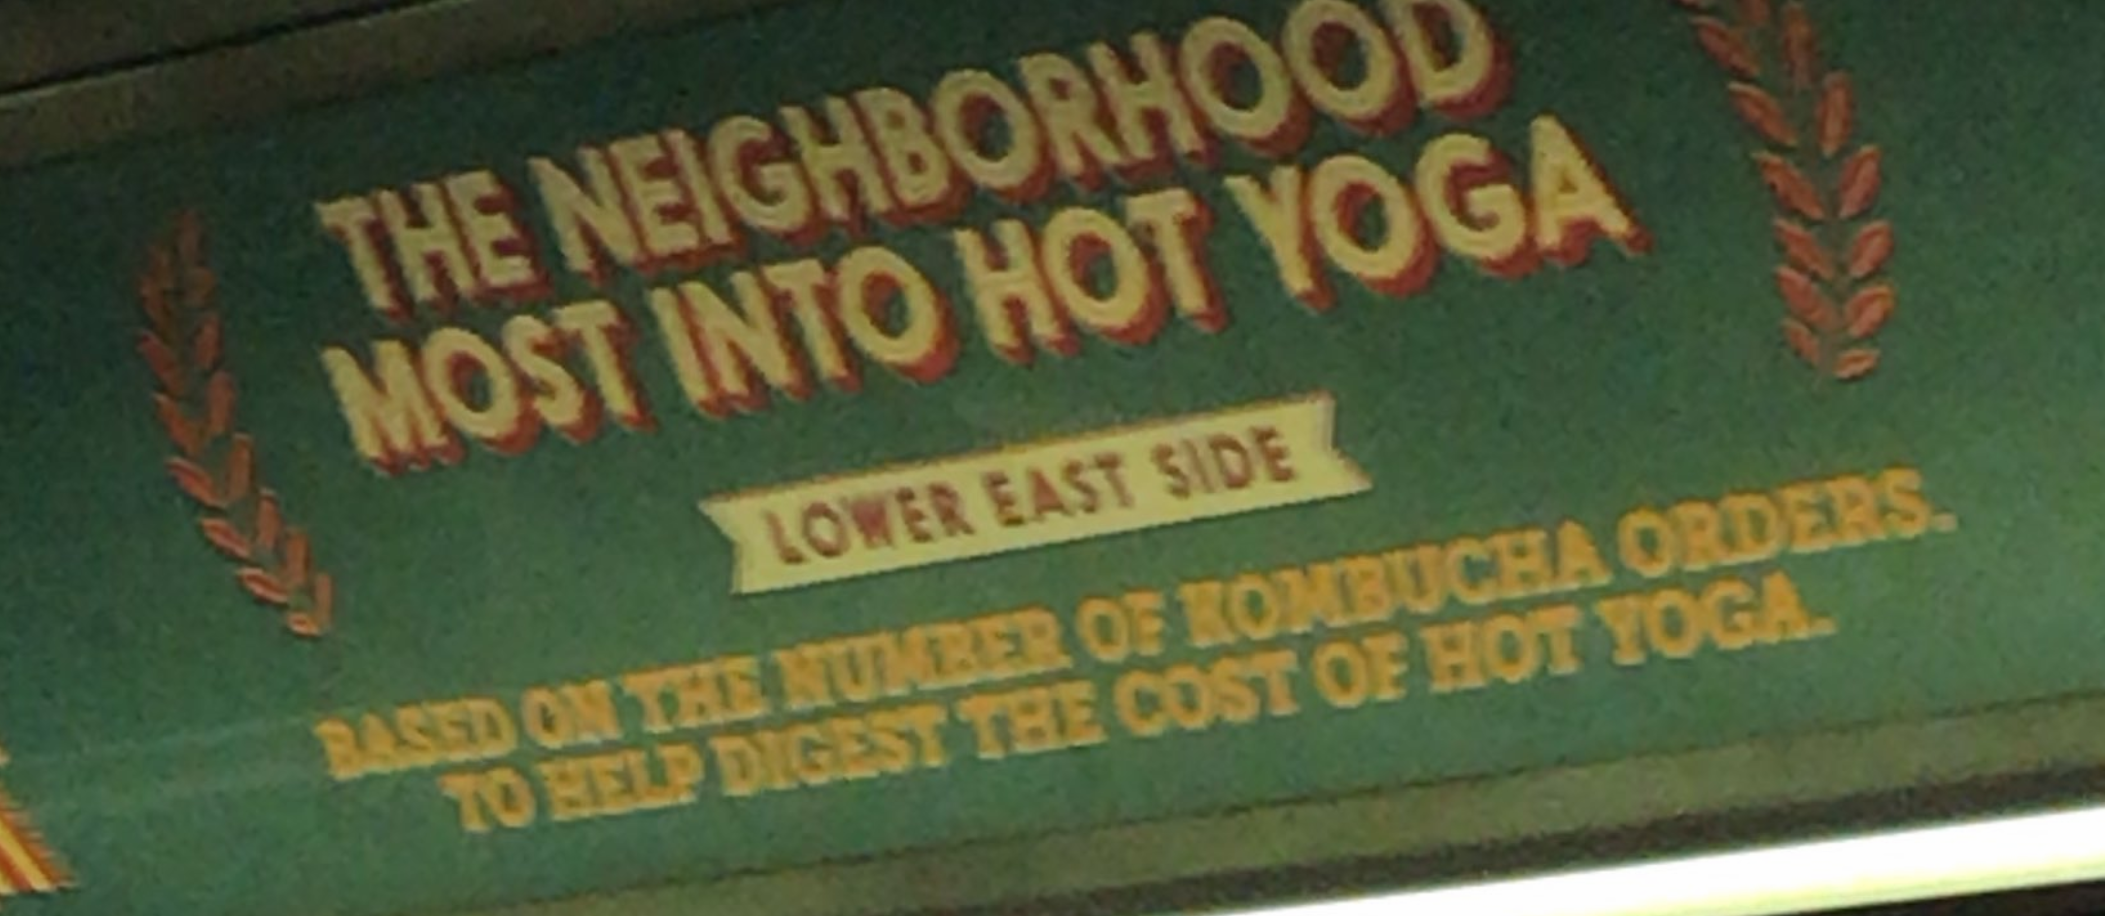 THE NEIGHBORHOOD
MOST INTO HOT YOGA
LOWER EAST SIDE
BASED ON THE NUMBER OF KOMBUCHA ORDERS.
TO HELP DIGEST THE COST OF HOT YOGA.